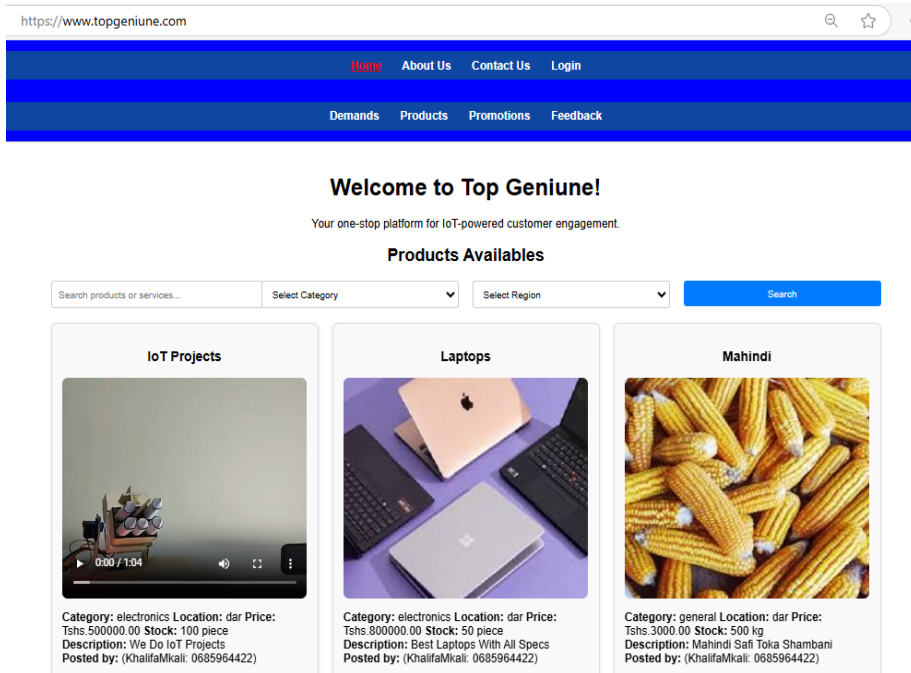 https://www.topgeniune.com
Home About Us Contact Us Login
Demands Products Promotions Feedback
Welcome to Top Geniune!
Your one-stop platform for IoT-powered customer engagement.
Products Availables
Search products or services... Select Category Select Region Search
IoT Projects
0:00 / 1:04
Category: electronics Location: dar Price:
Tshs.500000.00 Stock: 100 piece
Description: We Do IoT Projects
Posted by: (KhalifaMkali: 0685964422)
Laptops
Category: electronics Location: dar Price:
Tshs.800000.00 Stock: 50 piece
Description: Best Laptops With All Specs
Posted by: (KhalifaMkali: 0685964422)
Mahindi
Category: general Location: dar Price:
Tshs.3000.00 Stock: 500 kg
Description: Mahindi Safi Toka Shambani
Posted by: (KhalifaMkali: 0685964422)